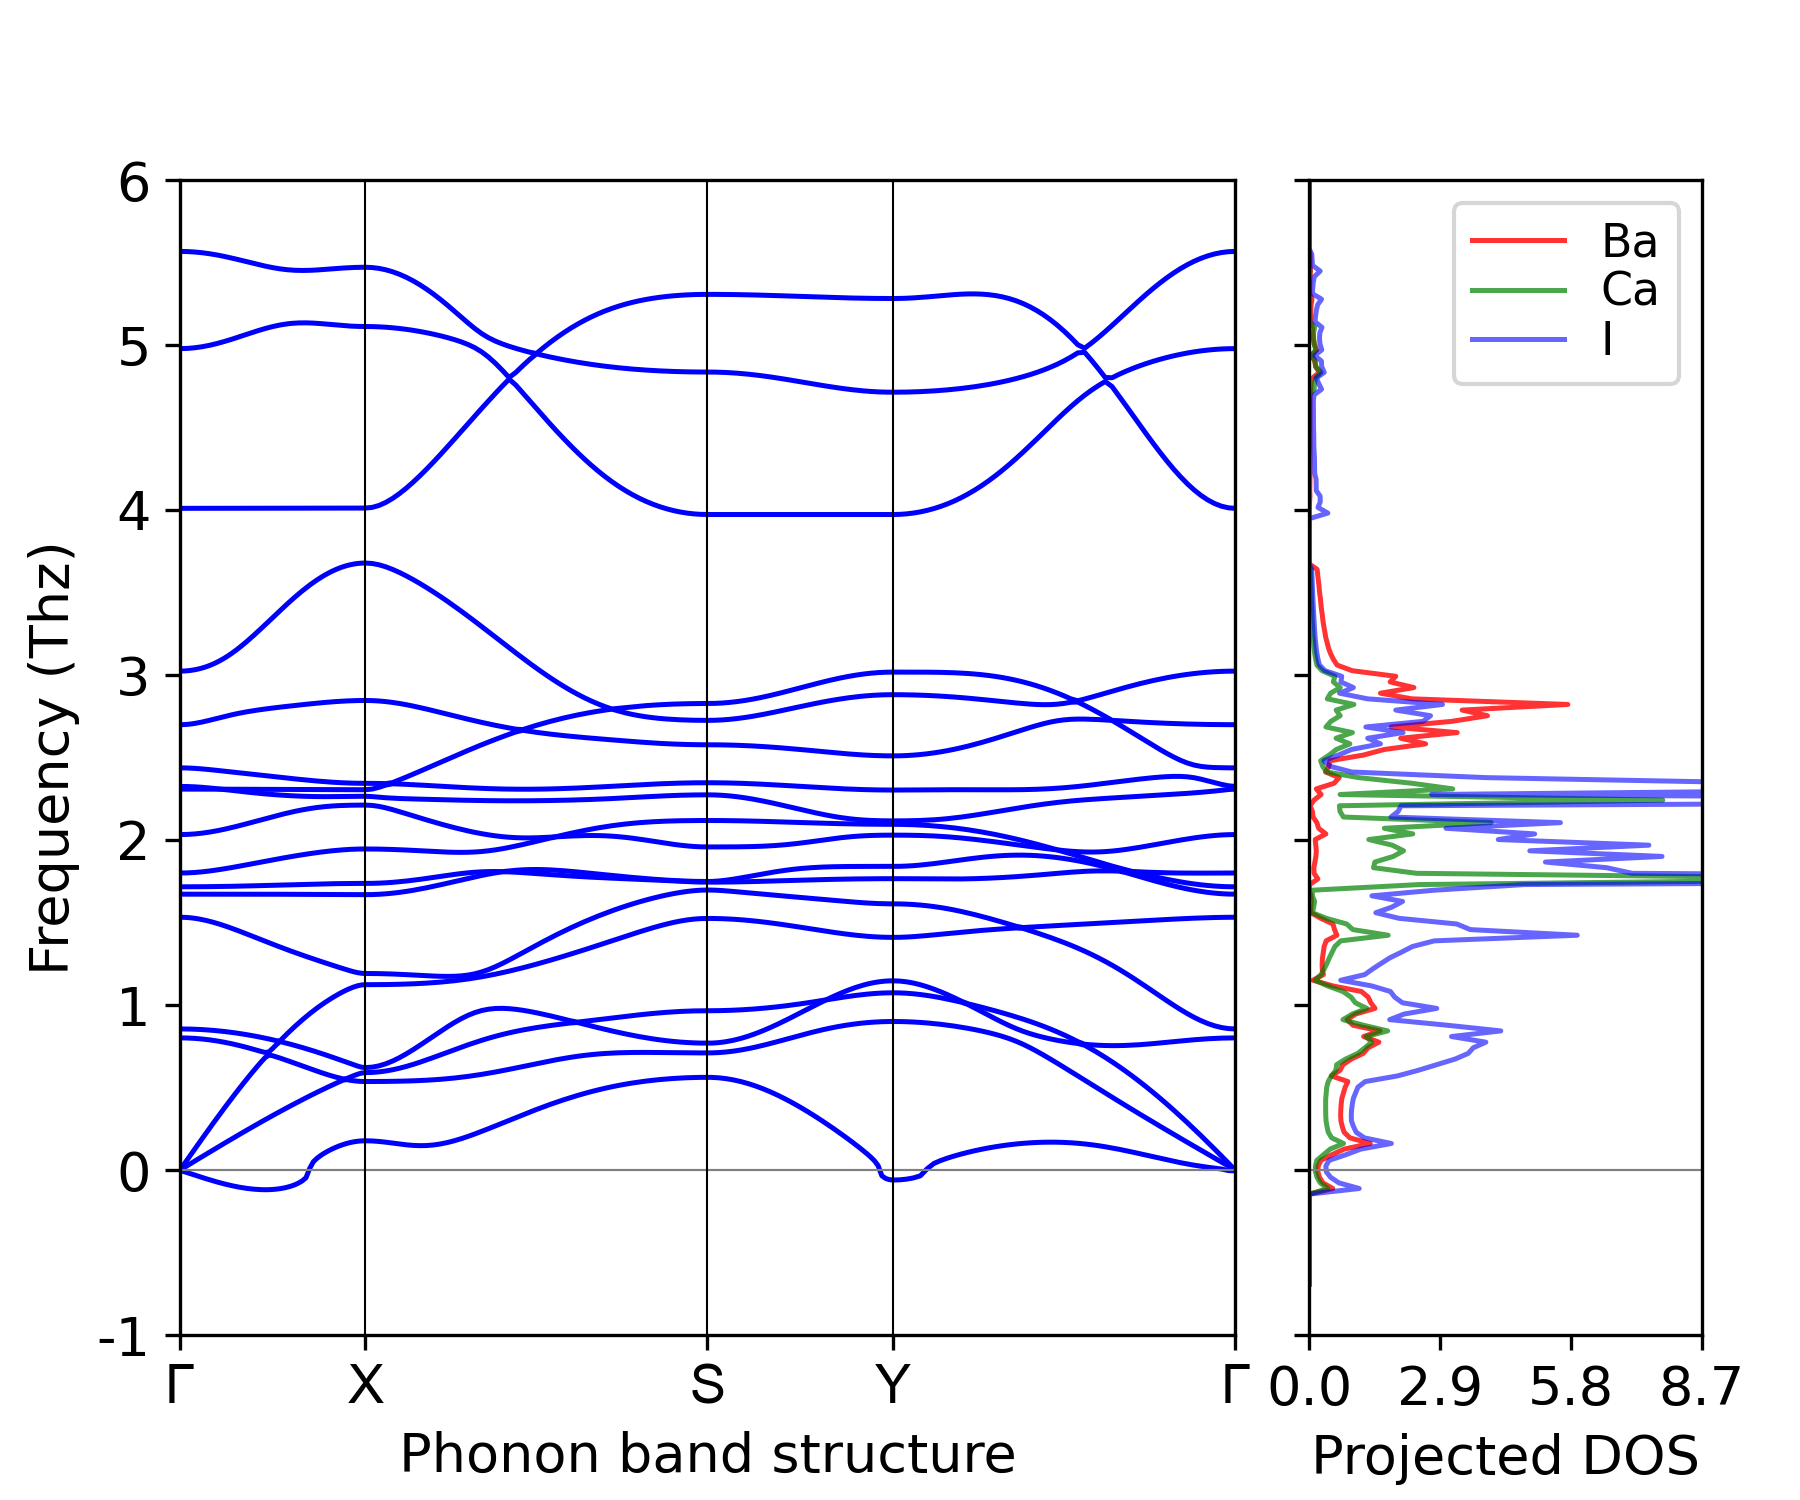 6
5
4
3
2
1
0
-1
Frequency (Thz)
Γ X S Y Γ
Phonon band structure
Ba
Ca
I
0.0 2.9 5.8 8.7
Projected DOS